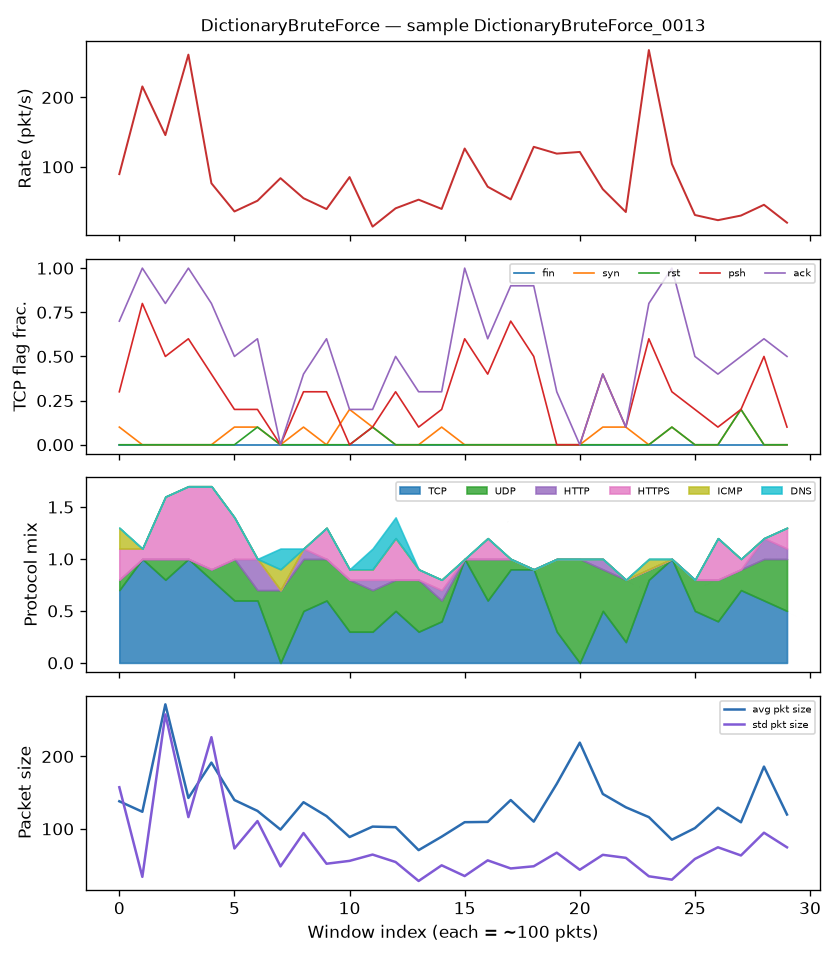 DictionaryBruteForce — sample DictionaryBruteForce_0013
Rate (pkt/s)
200
100
TCP flag frac.
1.00
0.75
0.50
0.25
0.00
fin syn rst psh ack
Protocol mix
1.5
1.0
0.5
0.0
TCP UDP HTTP HTTPS ICMP DNS
Packet size
200
100
avg pkt size
std pkt size
0 5 10 15 20 25 30
Window index (each = ~100 pkts)